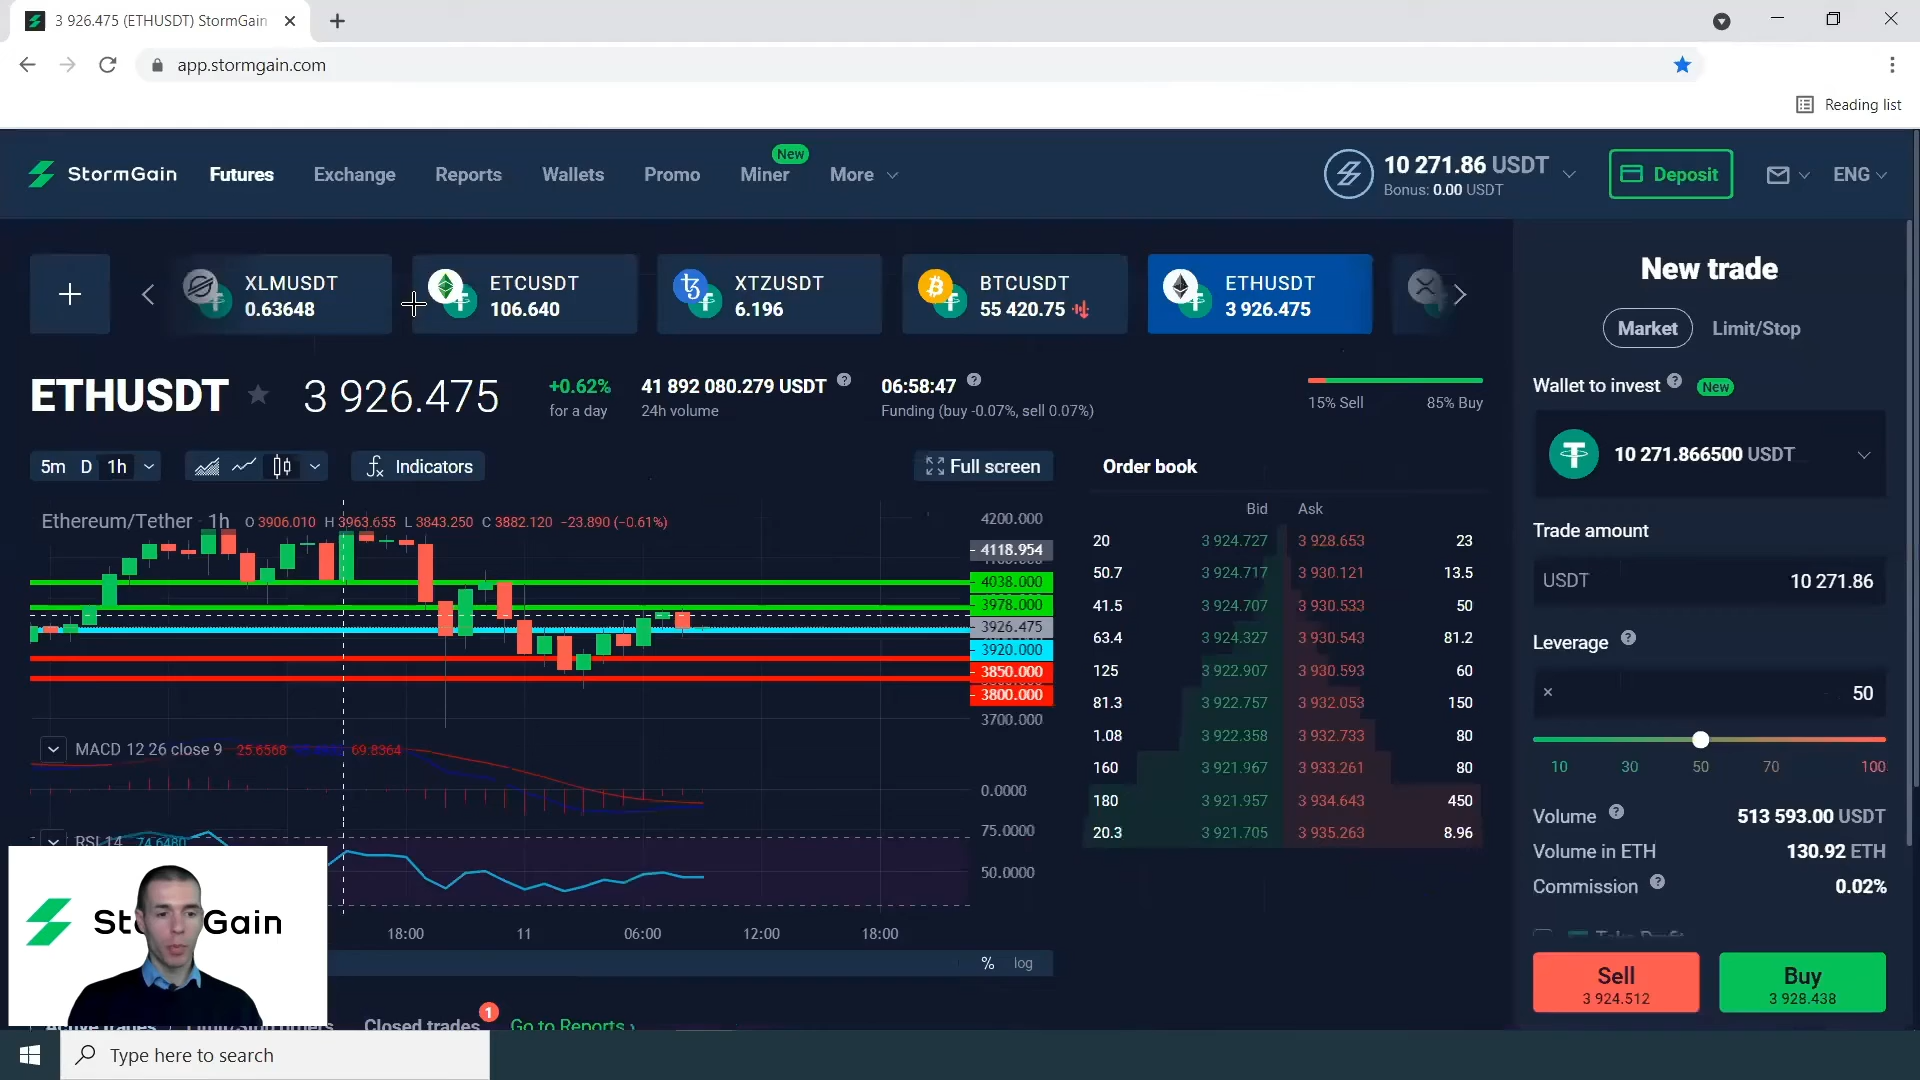 3 926.475 (ETHUSDT) StormGain
app.stormgain.com
Reading list
StormGain Futures Exchange Reports Wallets Promo Miner New More
10 271.86 USDT
Bonus: 0.00 USDT
Deposit
ENG
XLMUSDT
0.63648
ETCUSDT
106.640
XTZUSDT
6.196
BTCUSDT
55 420.75
ETHUSDT
3 926.475
ETHUSDT 3 926.475
+0.62%
for a day
41 892 080.279 USDT
24h volume
06:58:47
Funding (buy -0.07%, sell 0.07%)
15% Sell 85% Buy
5m D 1h Indicators Full screen
Ethereum/Tether 1h O 3906.010 H 3963.655 L 3843.250 C 3882.120 −23.890 (−0.61%)
4200.000
4118.954
4038.000
3978.000
3926.475
3920.000
3850.000
3800.000
3700.000
MACD 12 26 close 9 25.6568 69.8364
0.0000
75.0000
RSI 14 74.6480
50.0000
18:00 11 06:00 12:00 18:00
% log
Order book
Bid Ask
20 3 924.727 3 928.653 23
50.7 3 924.717 3 930.121 13.5
41.5 3 924.707 3 930.533 50
63.4 3 924.327 3 930.543 81.2
125 3 922.907 3 930.593 60
81.3 3 922.757 3 932.053 150
1.08 3 922.358 3 932.733 80
160 3 921.967 3 933.261 80
180 3 921.957 3 934.643 450
20.3 3 921.705 3 935.263 8.96
New trade
Market Limit/Stop
Wallet to invest New
10 271.866500 USDT
Trade amount
USDT 10 271.86
Leverage
× 50
10 30 50 70 100
Volume 513 593.00 USDT
Volume in ETH 130.92 ETH
Commission 0.02%
Take Profit
Sell
3 924.512
Buy
3 928.438
St Gain
Active trades Limit/Stop orders Closed trades 1 Go to Reports ›
Type here to search